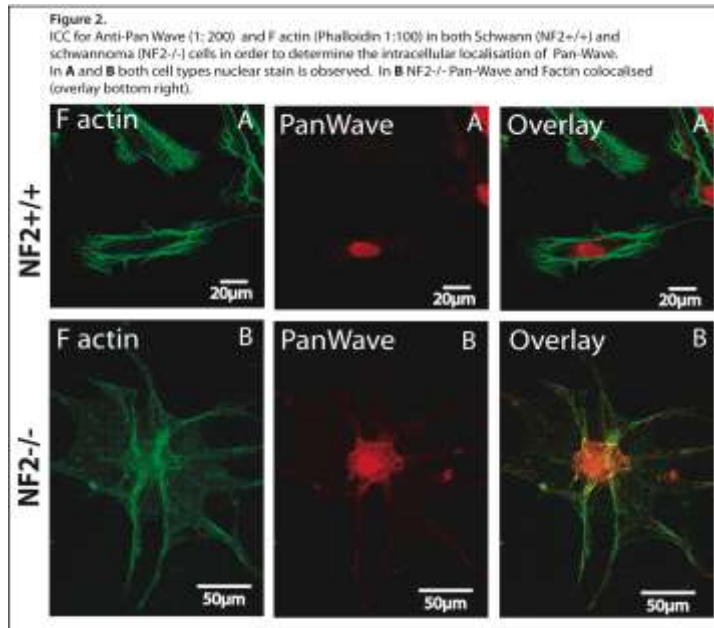 Figure 2.
ICC for Anti-Pan Wave (1: 200) and F actin (Phalloidin 1:100) in both Schwann (NF2+/+) and
schwannoma (NF2-/-) cells in order to determine the intracellular localisation of Pan-Wave.
In A and B both cell types nuclear stain is observed. In B NF2-/- Pan-Wave and Factin colocalised
(overlay bottom right).
F actin A PanWave A Overlay A
NF2+/+
20µm 20µm 20µm
F actin B PanWave B Overlay B
NF2-/-
50µm 50µm 50µm